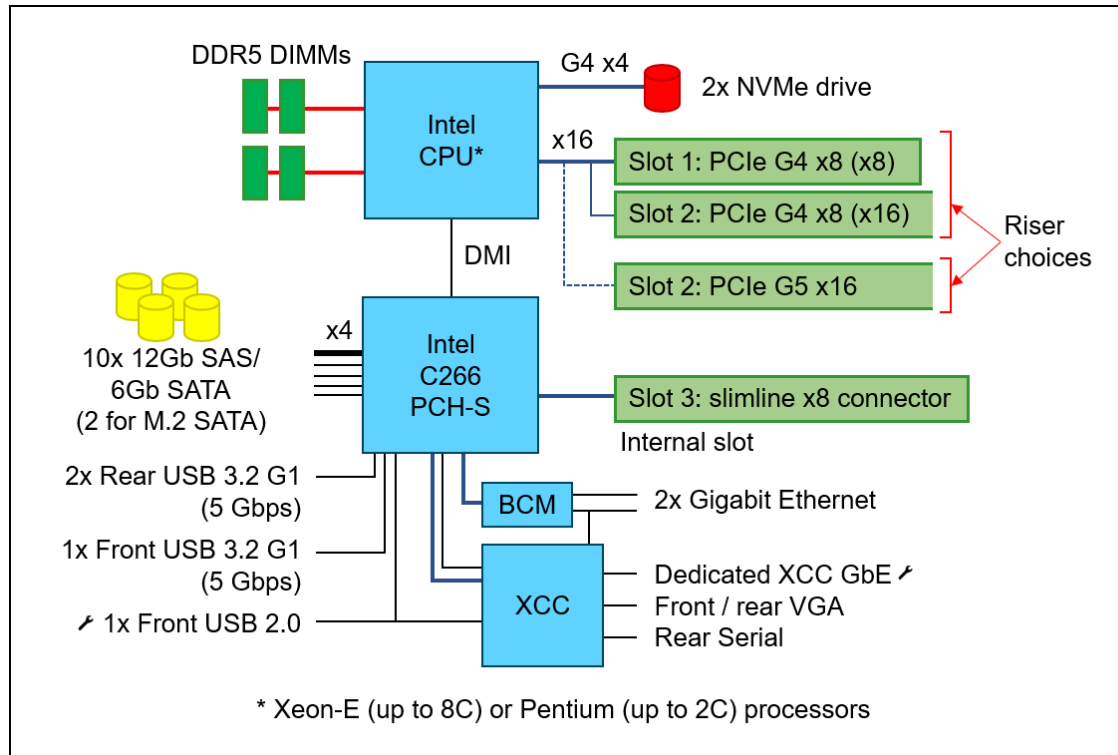 DDR5 DIMMs
G4 x4
2x NVMe drive
Intel
CPU*
x16
Slot 1: PCIe G4 x8 (x8)
Slot 2: PCIe G4 x8 (x16)
Riser
choices
Slot 2: PCIe G5 x16
DMI
x4
10x 12Gb SAS/
6Gb SATA
(2 for M.2 SATA)
Intel
C266
PCH-S
Slot 3: slimline x8 connector
Internal slot
2x Rear USB 3.2 G1
(5 Gbps)
BCM
2x Gigabit Ethernet
1x Front USB 3.2 G1
(5 Gbps)
XCC
Dedicated XCC GbE
Front / rear VGA
Rear Serial
1x Front USB 2.0
* Xeon-E (up to 8C) or Pentium (up to 2C) processors